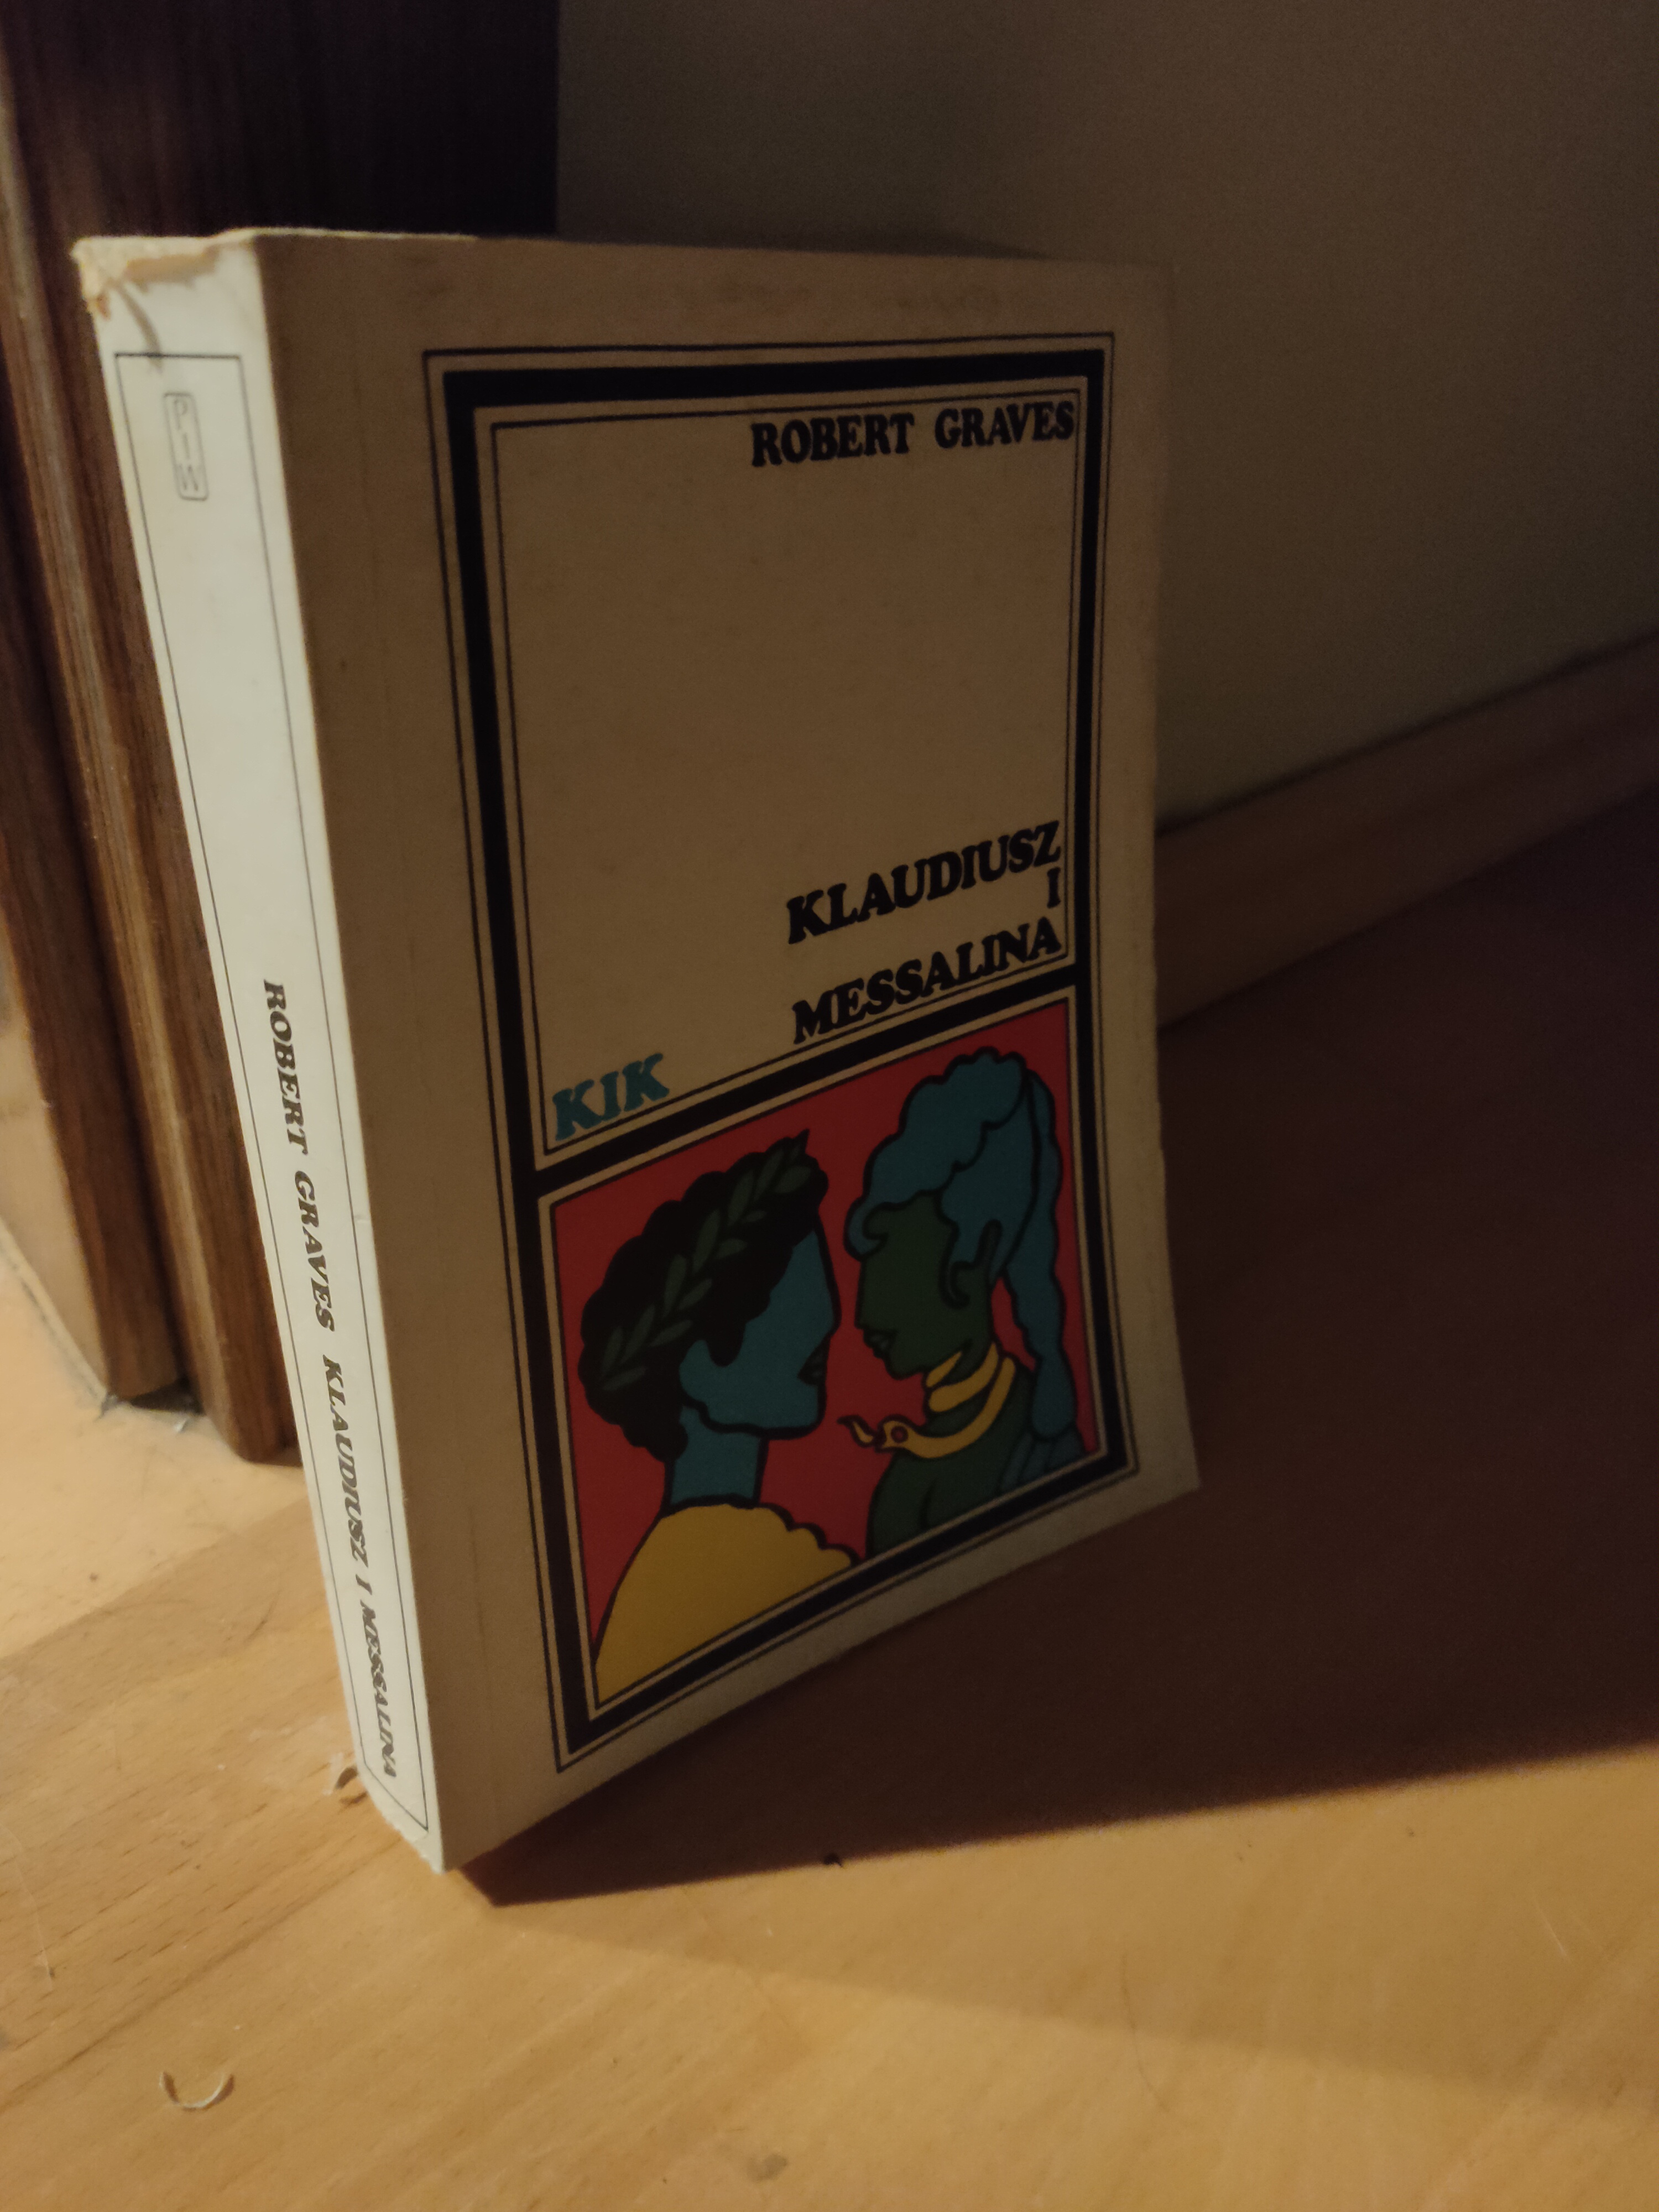 PIW
ROBERT GRAVES KLAUDIUSZ I MESSALINA
ROBERT GRAVES
KLAUDIUSZ
I
MESSALINA
KIK